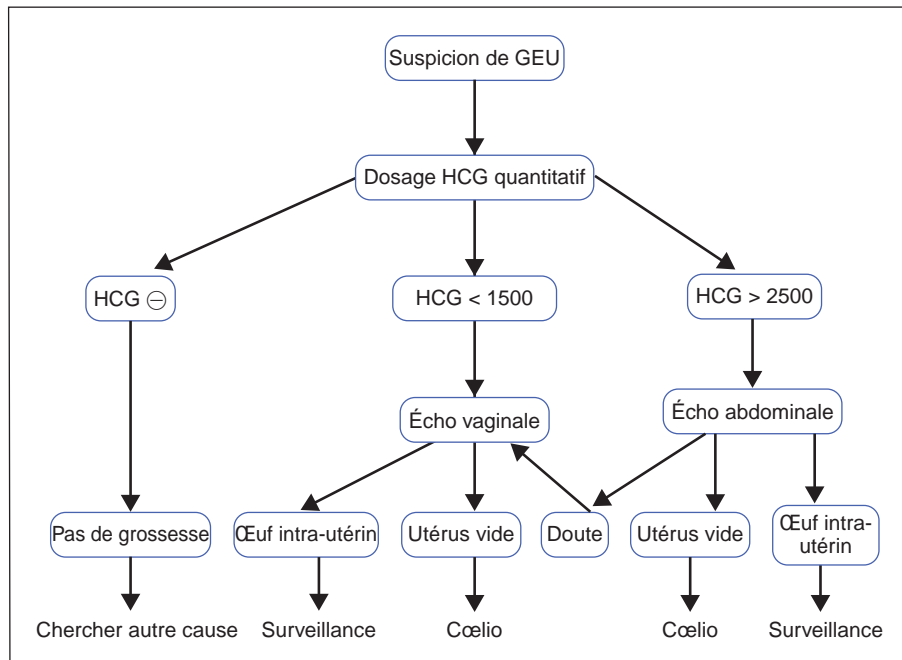 Suspicion de GEU
Dosage HCG quantitatif
HCG ⊖
HCG < 1500
HCG > 2500
Écho vaginale
Écho abdominale
Pas de grossesse
Œuf intra-utérin
Utérus vide
Doute
Utérus vide
Œuf intra-
utérin
Chercher autre cause
Surveillance
Cœlio
Cœlio
Surveillance